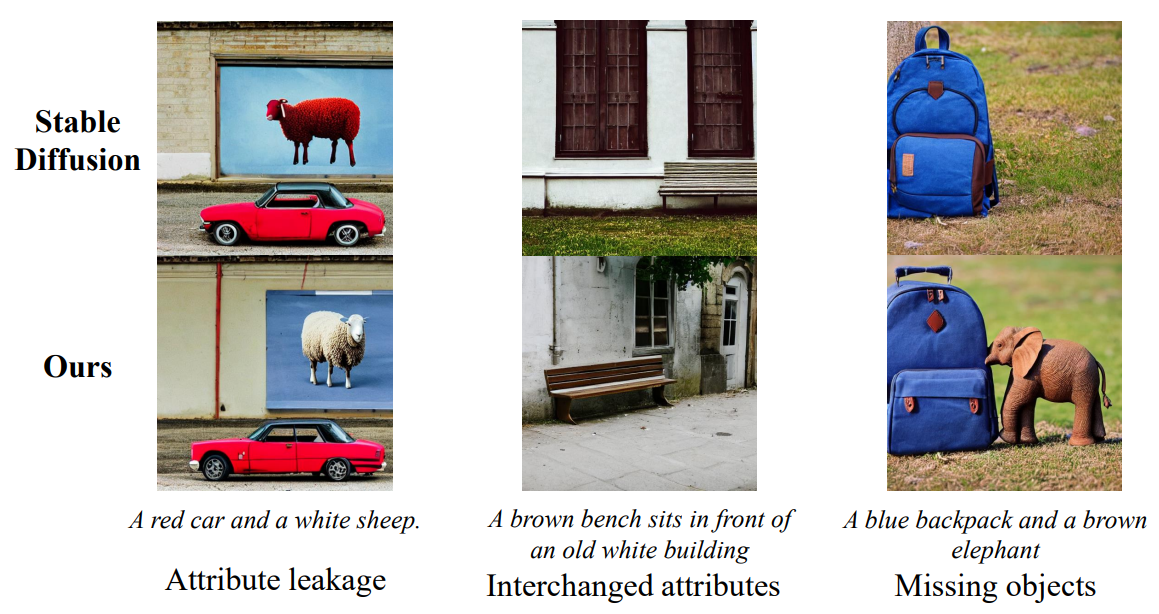 Stable
Diffusion
Ours
A red car and a white sheep.
Attribute leakage
A brown bench sits in front of
an old white building
Interchanged attributes
A blue backpack and a brown
elephant
Missing objects